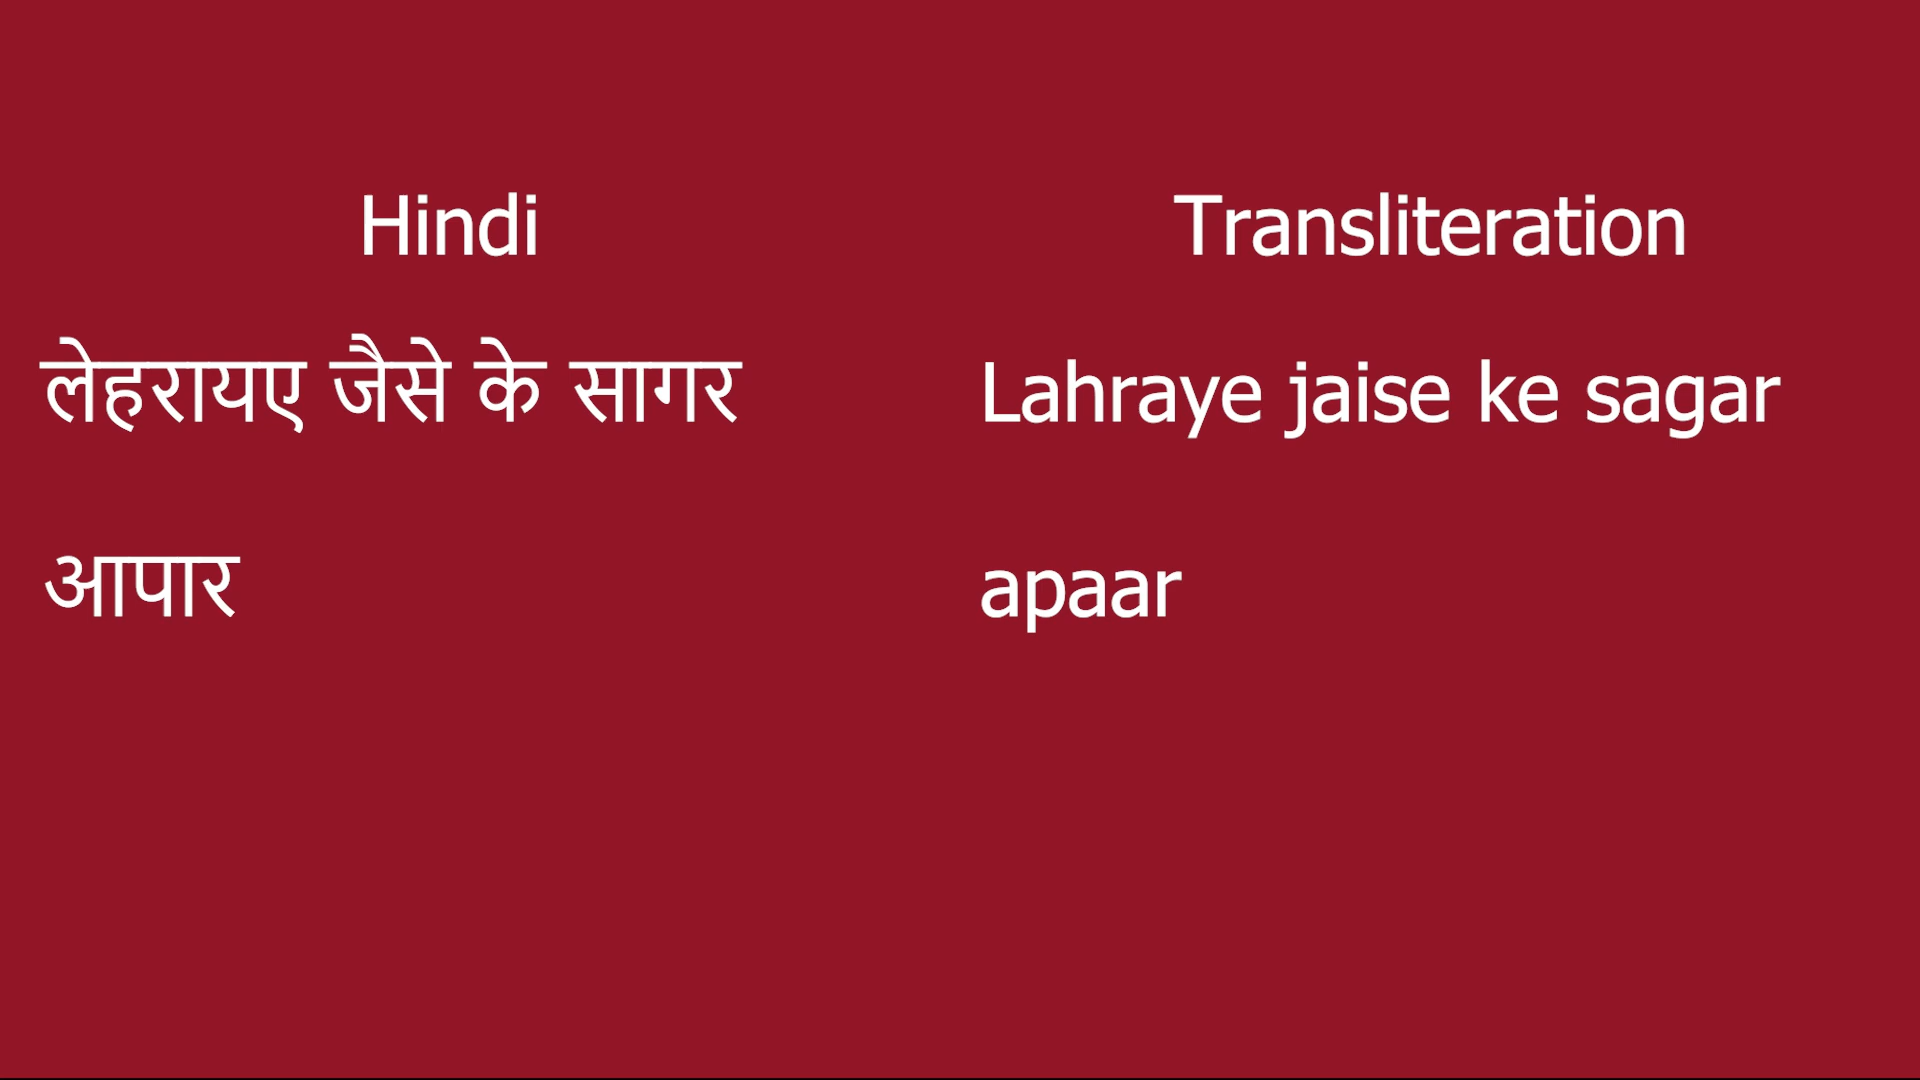 Hindi Transliteration
लेहरायए जैसे के सागर Lahraye jaise ke sagar
आपार apaar